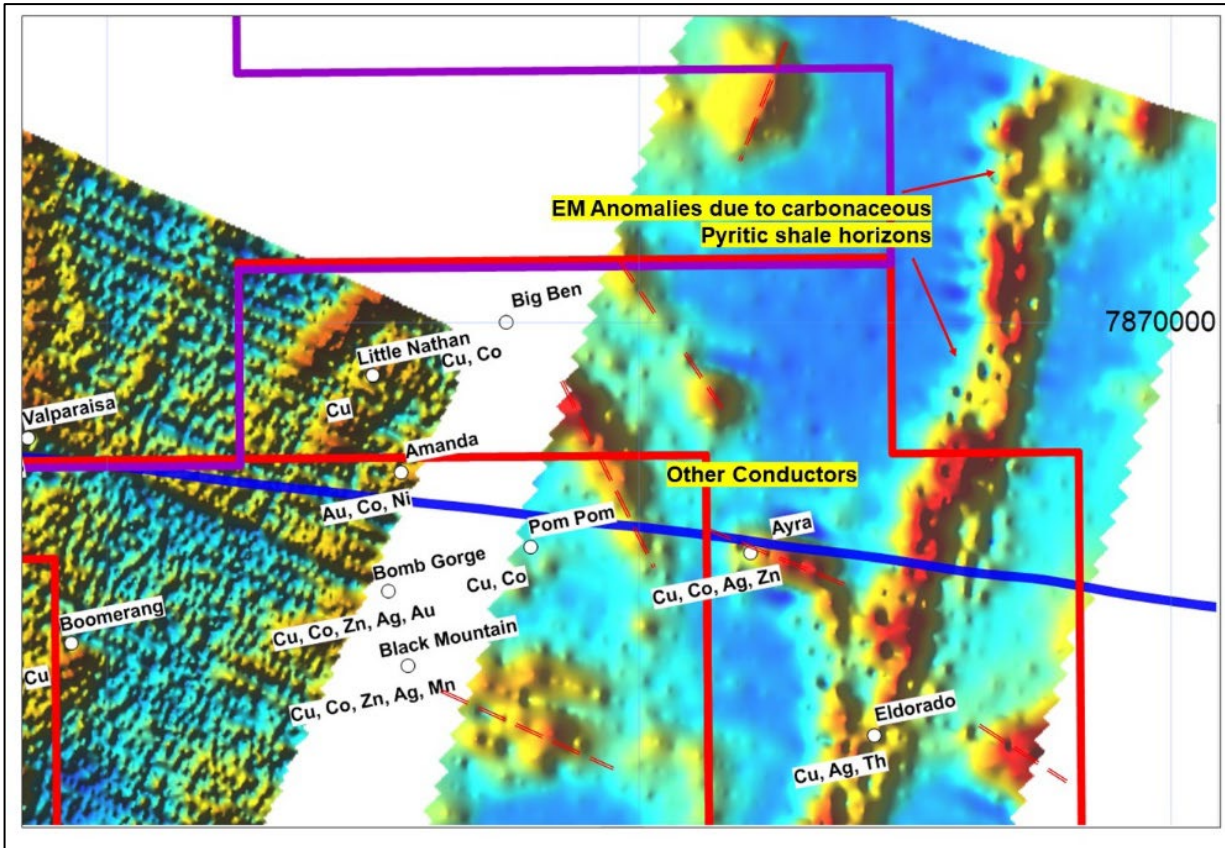 EM Anomalies due to carbonaceous
Pyritic shale horizons
Big Ben
7870000
Little Nathan
Cu, Co
Cu
Valparaisa
Amanda
Other Conductors
Au, Co, Ni
Pom Pom
Ayra
Bomb Gorge
Cu, Co
Cu, Co, Ag, Zn
Boomerang
Cu, Co, Zn, Ag, Au
Black Mountain
Cu
Cu, Co, Zn, Ag, Mn
Eldorado
Cu, Ag, Th